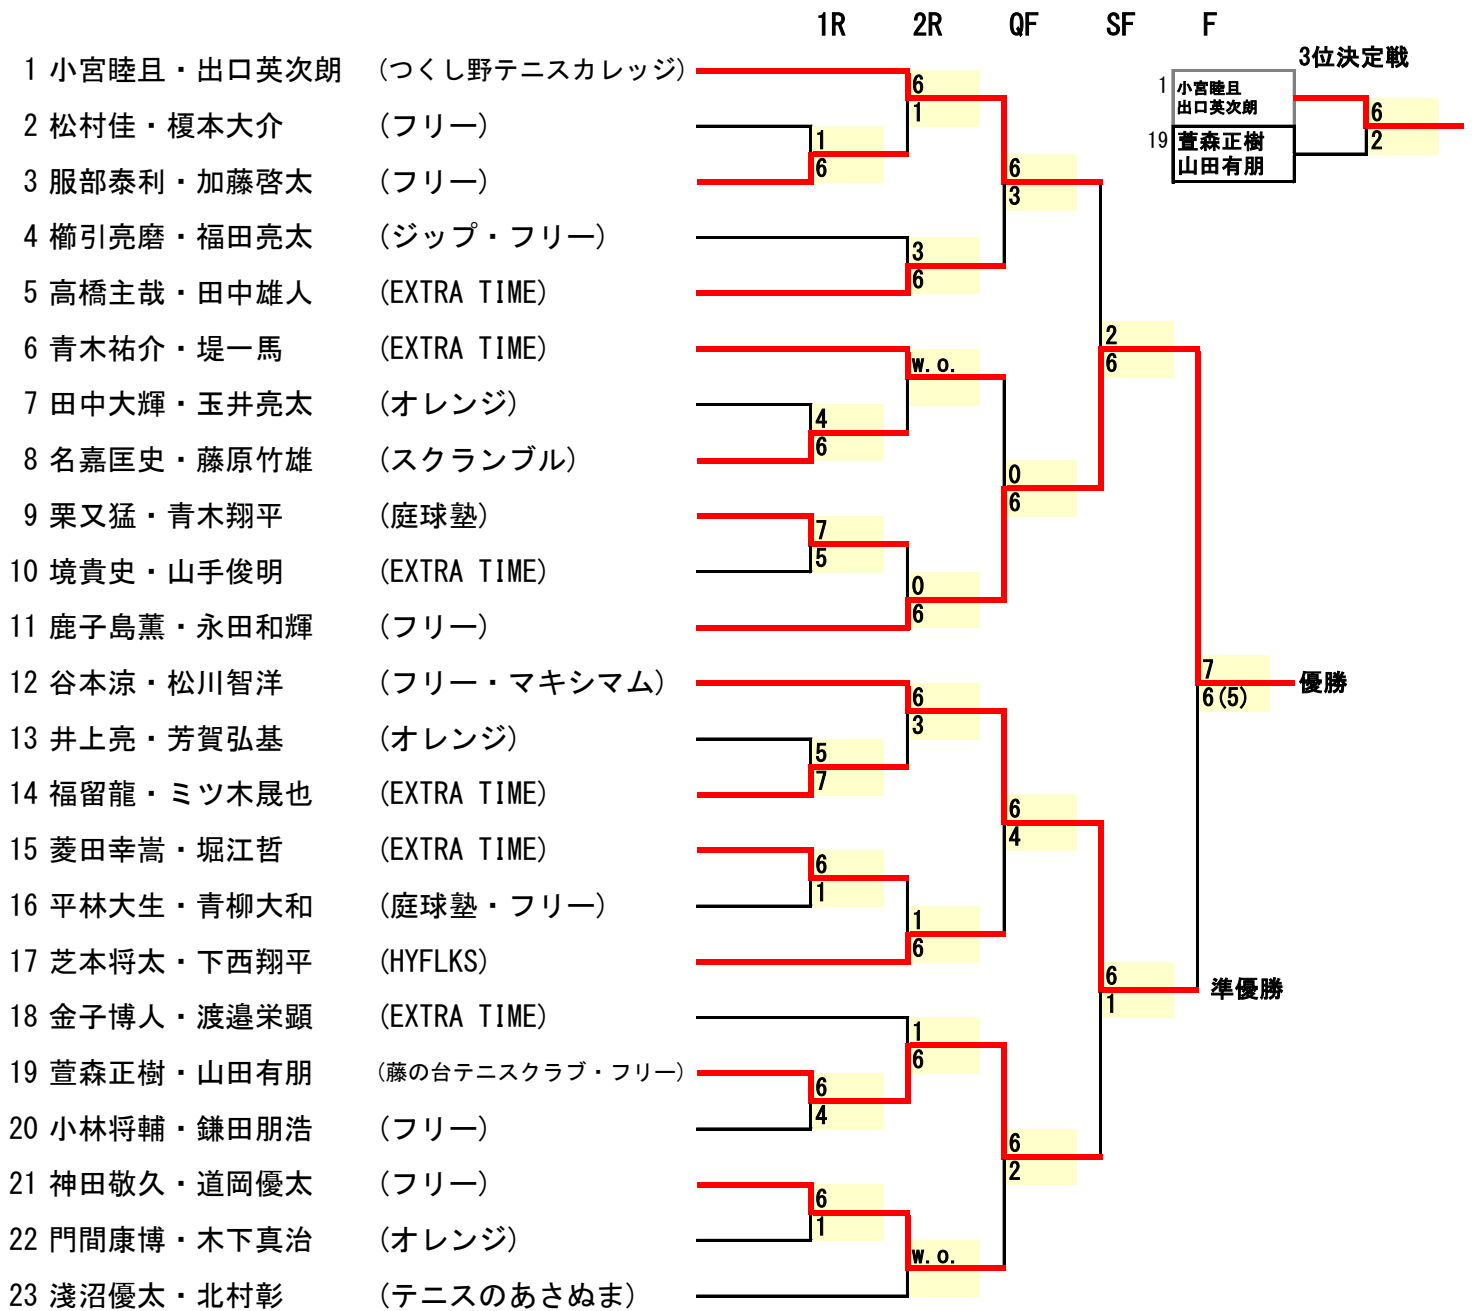 1R 2R QF SF F
3位決定戦
1 小宮睦且・出口英次朗 (つくし野テニスカレッジ)
6
1
1 小宮睦且
出口英次朗
6
2
19 萱森正樹
山田有朋
2 松村佳・榎本大介 (フリー)
1
6
3 服部泰利・加藤啓太 (フリー)
6
3
4 櫛引亮磨・福田亮太 (ジップ・フリー)
3
6
5 高橋主哉・田中雄人 (EXTRA TIME)
2
6
6 青木祐介・堤一馬 (EXTRA TIME)
w.o.
7 田中大輝・玉井亮太 (オレンジ)
4
6
8 名嘉匡史・藤原竹雄 (スクランブル)
0
6
9 栗又猛・青木翔平 (庭球塾)
7
5
10 境貴史・山手俊明 (EXTRA TIME)
0
6
11 鹿子島薫・永田和輝 (フリー)
7
6(5)
優勝
12 谷本涼・松川智洋 (フリー・マキシマム)
6
3
13 井上亮・芳賀弘基 (オレンジ)
5
7
14 福留龍・ミツ木晟也 (EXTRA TIME)
6
4
15 菱田幸嵩・堀江哲 (EXTRA TIME)
6
1
16 平林大生・青柳大和 (庭球塾・フリー)
1
6
17 芝本将太・下西翔平 (HYFLKS)
6
1
準優勝
18 金子博人・渡邉栄顕 (EXTRA TIME)
1
6
19 萱森正樹・山田有朋 (藤の台テニスクラブ・フリー)
6
4
20 小林将輔・鎌田朋浩 (フリー)
6
2
21 神田敬久・道岡優太 (フリー)
6
1
22 門間康博・木下真治 (オレンジ)
w.o.
23 淺沼優太・北村彰 (テニスのあさぬま)